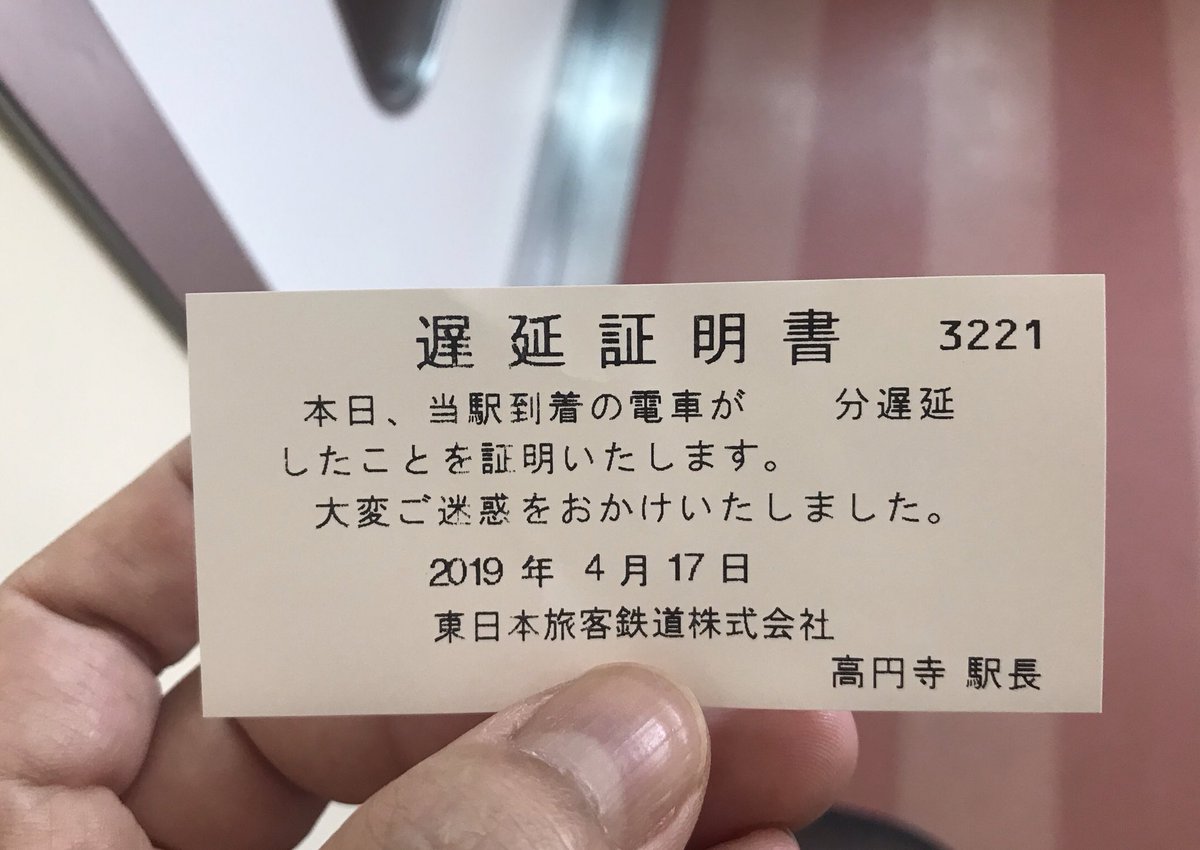 遅延証明書 3221
本日、当駅到着の電車が　　分遅延
したことを証明いたします。
大変ご迷惑をおかけいたしました。
2019 年 4 月 17 日
東日本旅客鉄道株式会社
高円寺 駅長